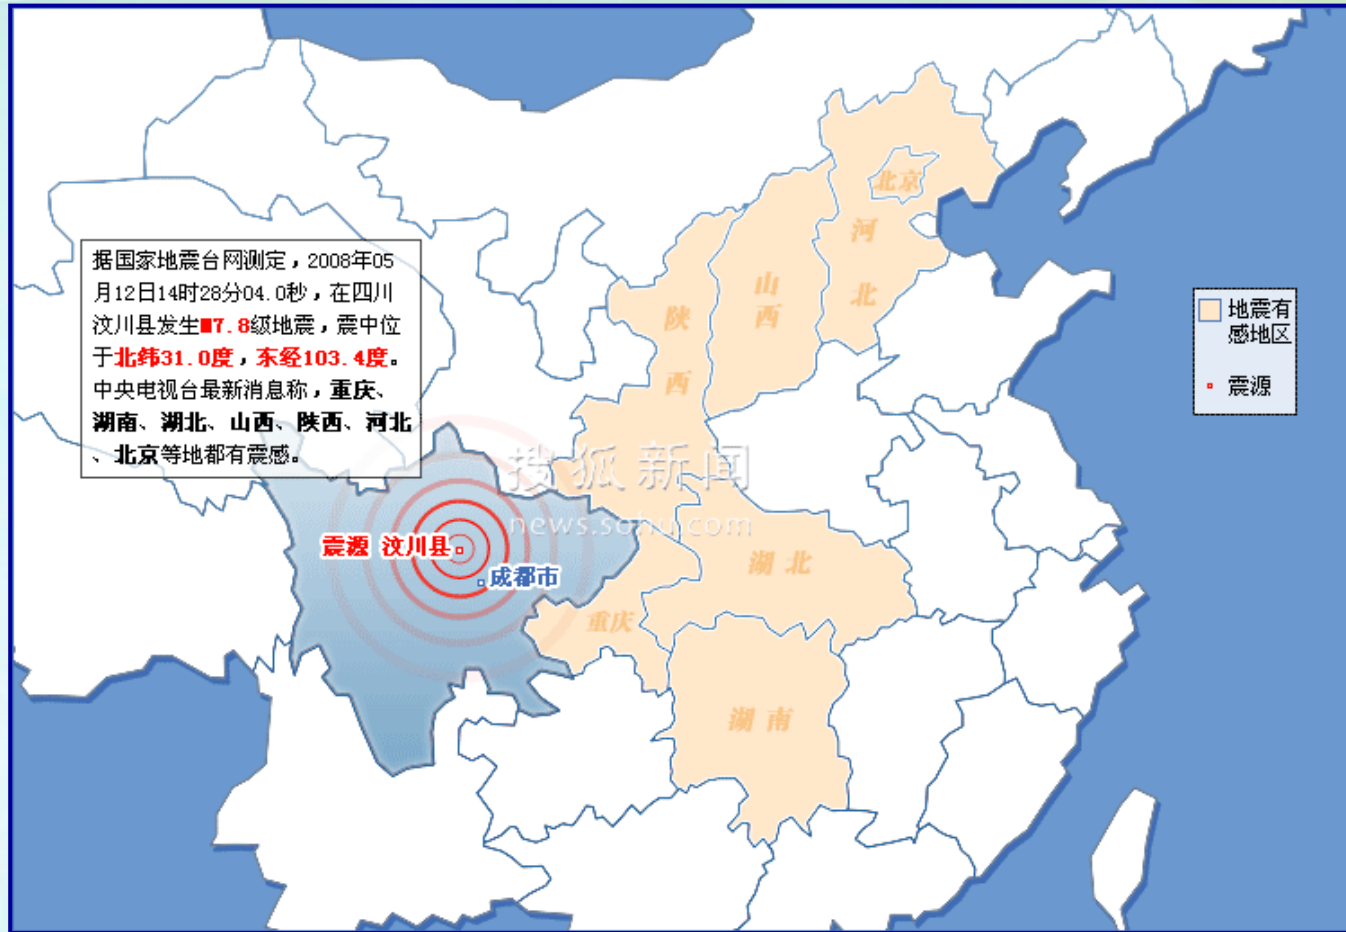 据国家地震台网测定，2008年05
月12日14时28分04.0秒，在四川
汶川县发生M7.8级地震，震中位
于北纬31.0度，东经103.4度。
中央电视台最新消息称，重庆、
湖南、湖北、山西、陕西、河北
、北京等地都有震感。
北京
河北
山西
陕西
地震有
感地区
震源
搜狐新闻
news.sohu.com
震源 汶川县
成都市
湖北
重庆
湖南